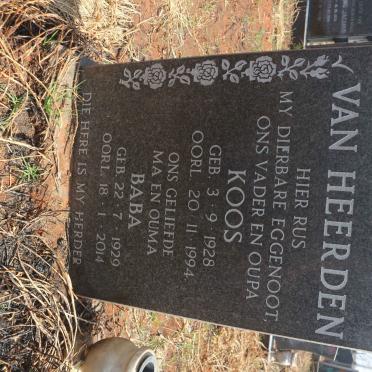 VAN HEERDEN
HIER RUS
MY DIERBARE EGGENOOT,
ONS VADER EN OUPA
KOOS
GEB. 3 · 9 · 1928
OORL. 20 · 11 · 1994.
ONS GELIEFDE
MA EN OUMA
BABA
GEB. 22 · 7 · 1929
OORL. 18 · 1 · 2014
DIE HERE IS MY HERDER